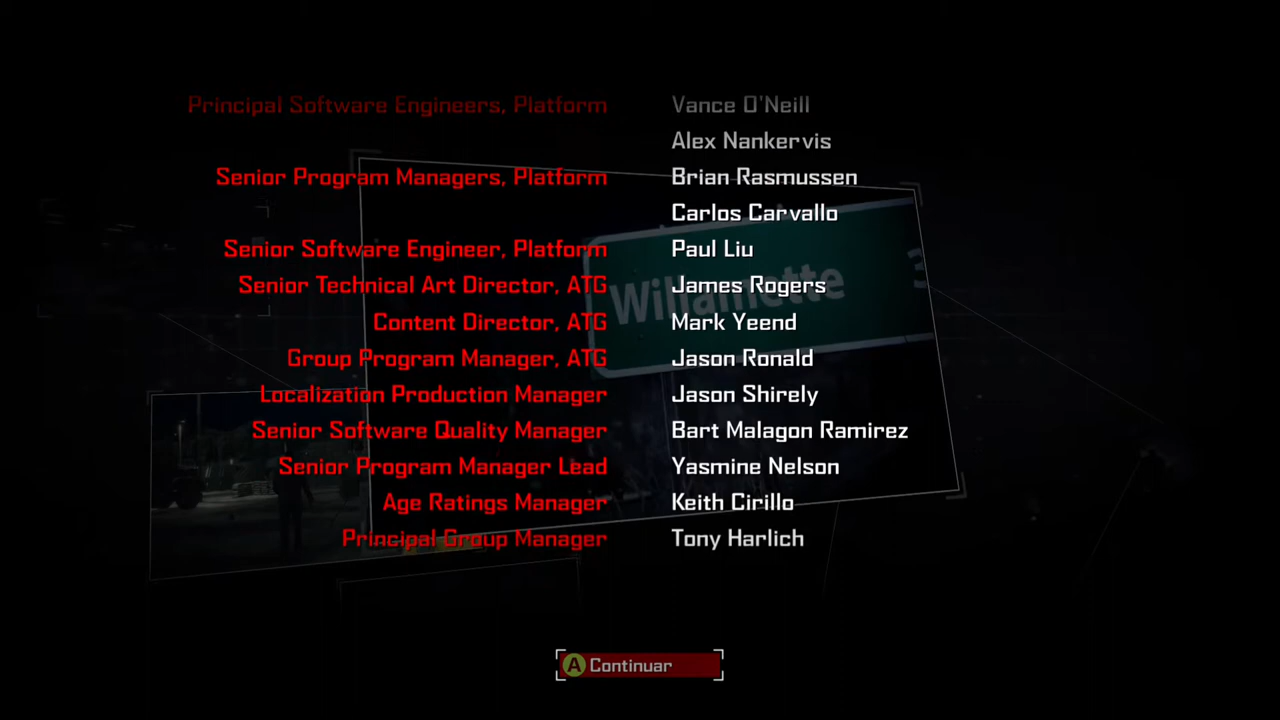 Principal Software Engineers, Platform Vance O'Neill
Alex Nankervis
Senior Program Managers, Platform Brian Rasmussen
Carlos Carvallo
Senior Software Engineer, Platform Paul Liu
Senior Technical Art Director, ATG James Rogers
Content Director, ATG Mark Yeend
Group Program Manager, ATG Jason Ronald
Localization Production Manager Jason Shirely
Senior Software Quality Manager Bart Malagon Ramirez
Senior Program Manager Lead Yasmine Nelson
Age Ratings Manager Keith Cirillo
Principal Group Manager Tony Harlich
Willamette 3
A Continuar